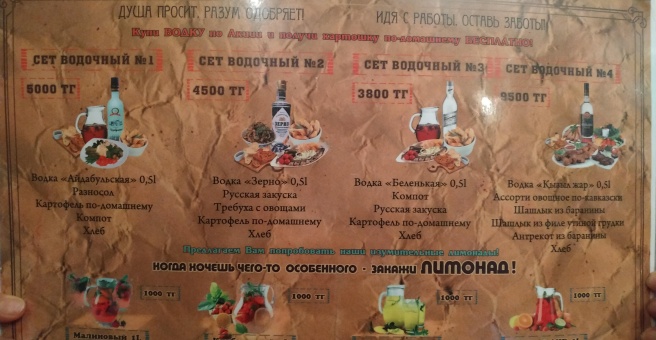 ДУША ПРОСИТ, РАЗУМ ОДОБРЯЕТ!
ИДЯ С РАБОТЫ, ОСТАВЬ ЗАБОТЫ!
Купи ВОДКУ по Акции и получи картошку по-домашнему БЕСПЛАТНО!
СЕТ ВОДОЧНЫЙ №1
5000 ТГ
Водка «Айдабульская» 0,5l
Разносол
Картофель по-домашнему
Компот
Хлеб
СЕТ ВОДОЧНЫЙ №2
4500 ТГ
Водка «Зерно» 0,5l
Русская закуска
Требуха с овощами
Картофель по-домашнему
Хлеб
СЕТ ВОДОЧНЫЙ №3
3800 ТГ
Водка «Беленькая» 0,5l
Компот
Русская закуска
Картофель по-домашнему
Хлеб
СЕТ ВОДОЧНЫЙ №4
9500 ТГ
Водка «Кызыл жар» 0,5l
Ассорти овощное по-кавказски
Шашлык из баранины
Шашлык из филе утиной грудки
Антрекот из баранины
Хлеб
Предлагаем Вам попробовать наши изумительные лимонады!
КОГДА ХОЧЕШЬ ЧЕГО-ТО ОСОБЕННОГО - ЗАКАЖИ ЛИМОНАД!
1000 тг
1000 тг
1000 тг
1000 тг
Малиновый 1l